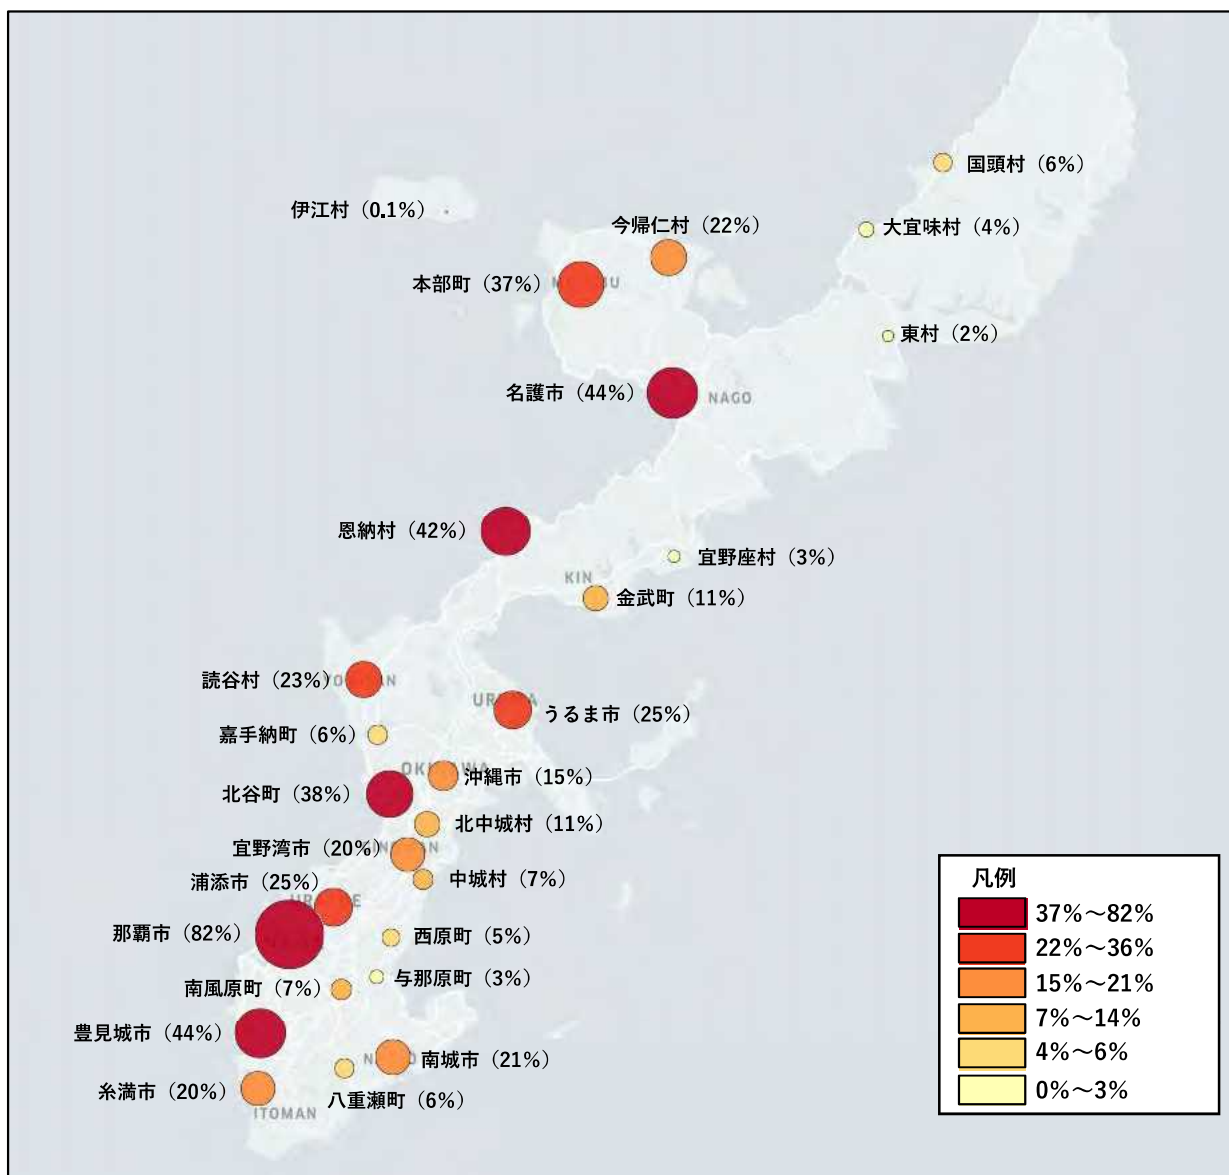 国頭村（6%）
伊江村（0.1%）
今帰仁村（22%）
大宜味村（4%）
本部町（37%）
東村（2%）
名護市（44%）
NAGO
恩納村（42%）
宜野座村（3%）
KIN
金武町（11%）
読谷村（23%）
うるま市（25%）
嘉手納町（6%）
沖縄市（15%）
北谷町（38%）
北中城村（11%）
宜野湾市（20%）
中城村（7%）
浦添市（25%）
那覇市（82%）
西原町（5%）
与那原町（3%）
南風原町（7%）
豊見城市（44%）
南城市（21%）
糸満市（20%）
八重瀬町（6%）
ITOMAN
凡例
37%～82%
22%～36%
15%～21%
7%～14%
4%～6%
0%～3%